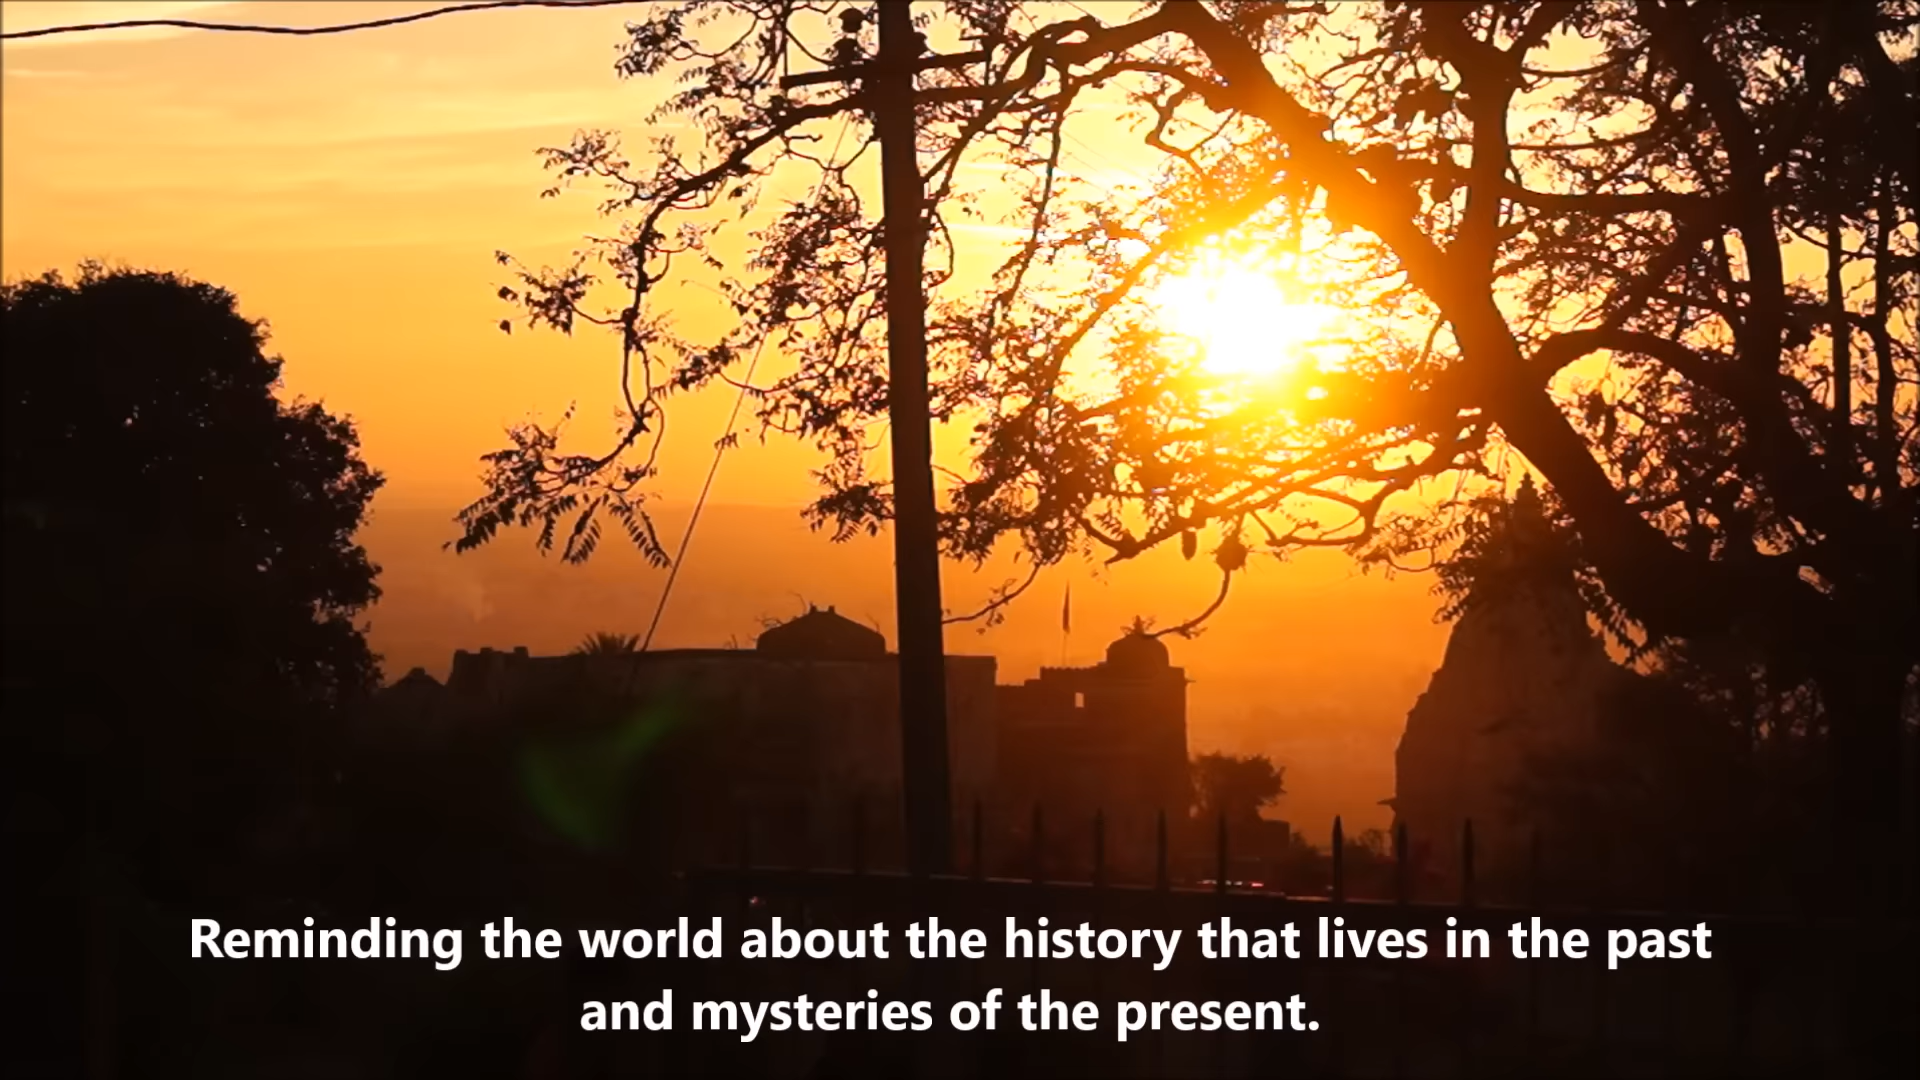 Reminding the world about the history that lives in the past
and mysteries of the present.